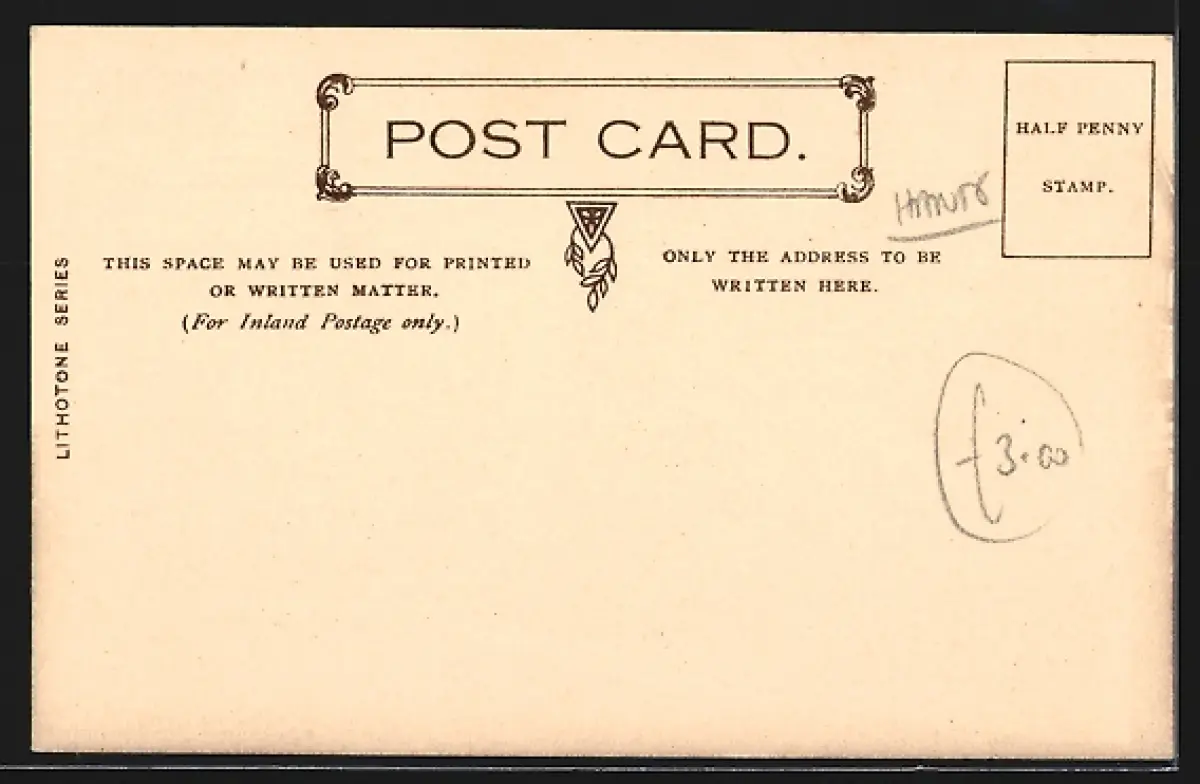 POST CARD.
HALF PENNY
STAMP.
HANTS
THIS SPACE MAY BE USED FOR PRINTED
OR WRITTEN MATTER.
(For Inland Postage only.)
ONLY THE ADDRESS TO BE
WRITTEN HERE.
LITHOTONE SERIES
£3.00